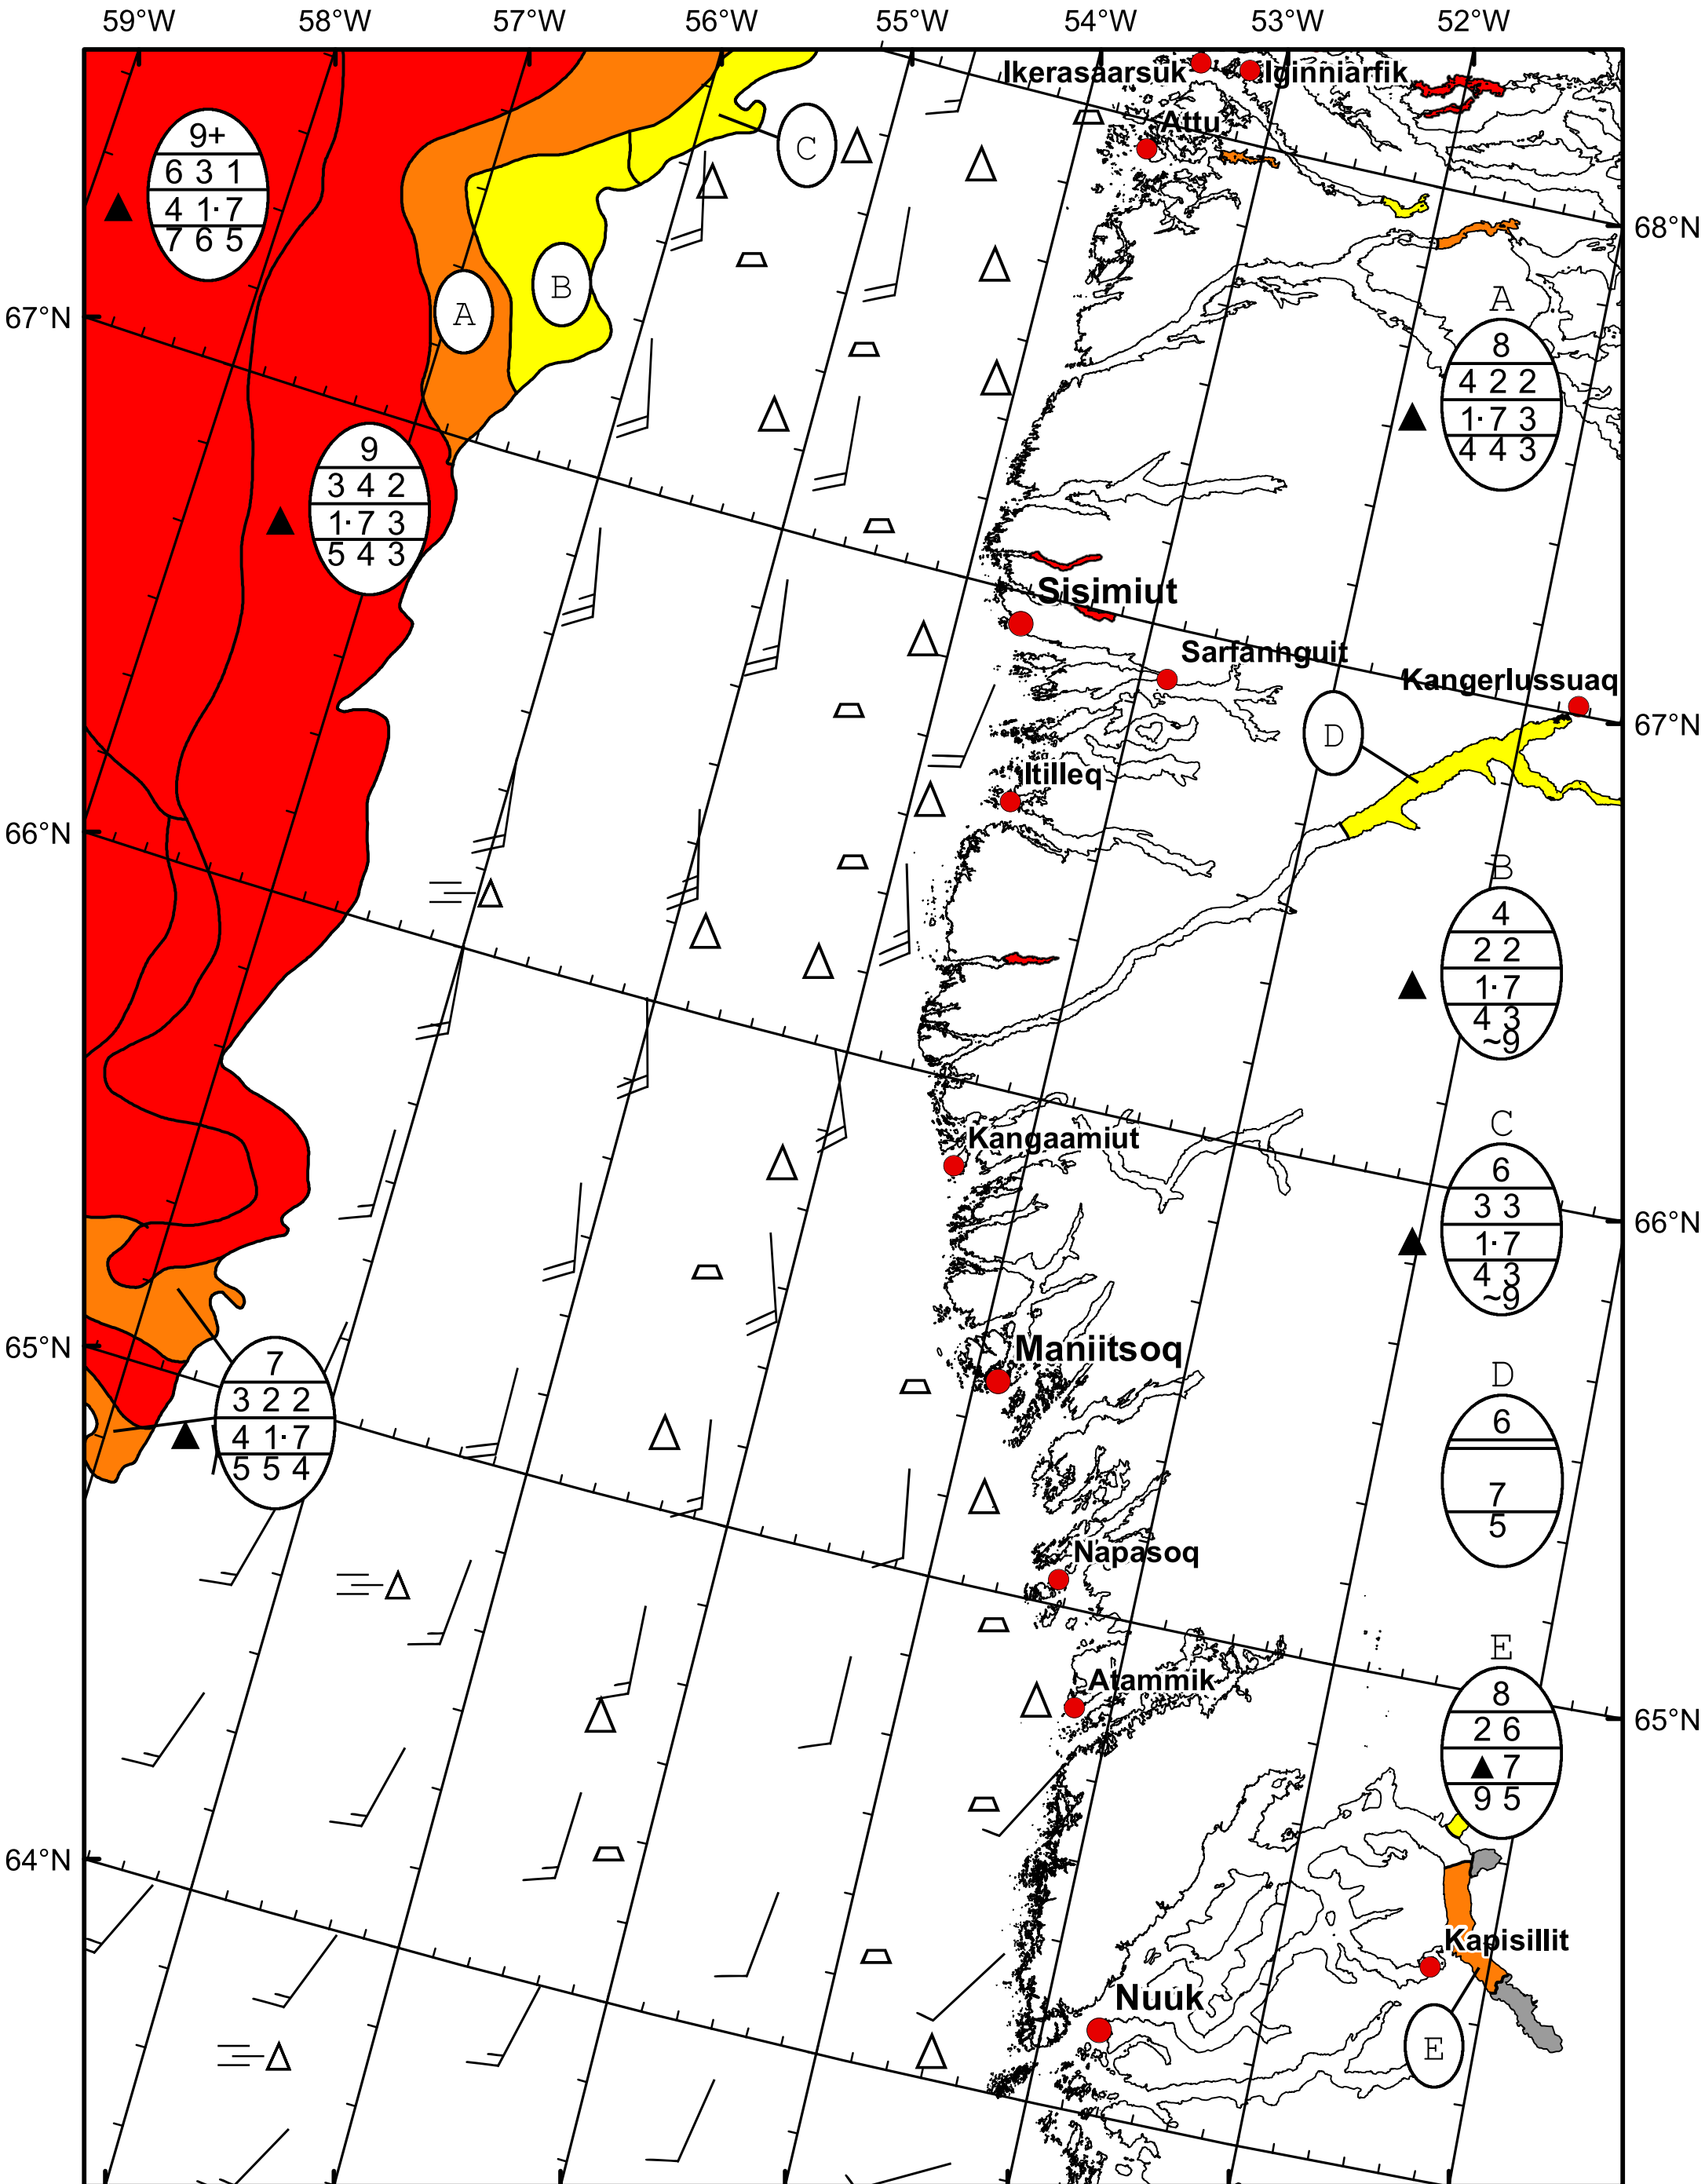 59°W 58°W 57°W 56°W 55°W 54°W 53°W 52°W
Ikerasaarsuk
Iginniarfik
Attu
C
9+
6 3 1
4 1· 7
7 6 5
68°N
67°N
A
B
A
8
4 2 2
1· 7 3
4 4 3
9
3 4 2
1· 7 3
5 4 3
Sisimiut
Sarfannguit
Kangerlussuaq
D
67°N
Itilleq
66°N
B
4
2 2
1· 7
4 3
~9
Kangaamiut
C
6
3 3
1· 7
4 3
~9
66°N
65°N
Maniitsoq
7
3 2 2
4 1· 7
5 5 4
D
6
7
5
Napasoq
E
8
2 6
▲ 7
9 5
Atammik
65°N
64°N
Kapisillit
Nuuk
E